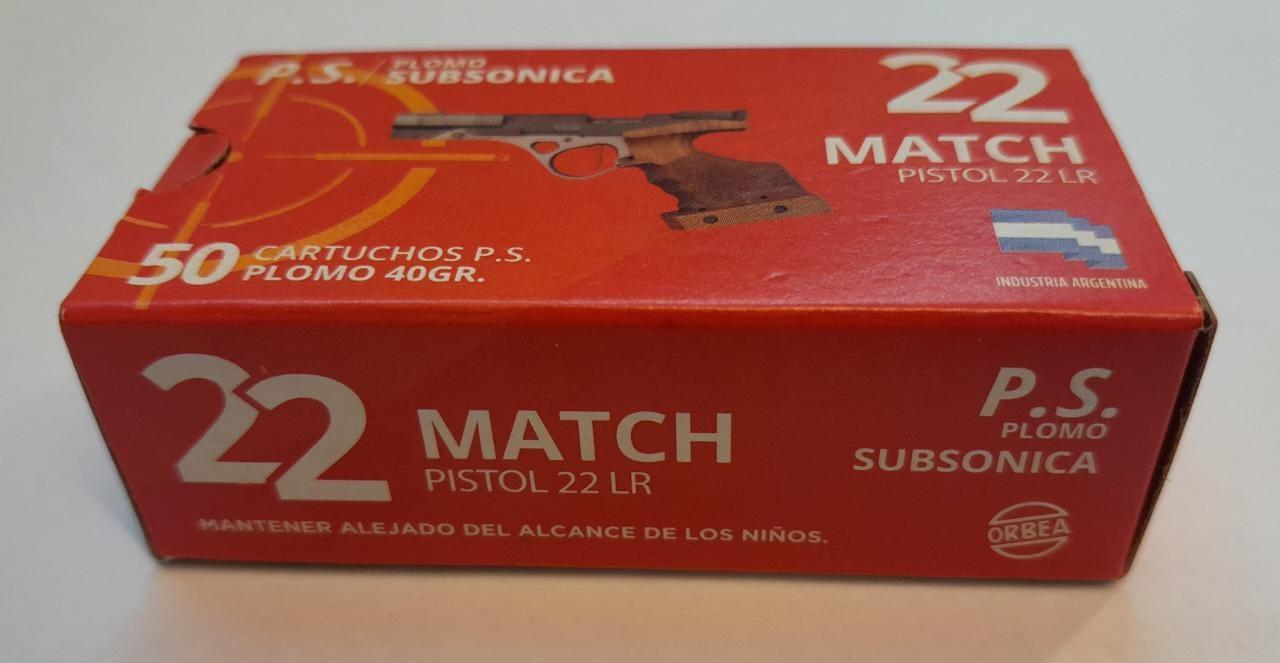 P.S. / PLOMO
SUBSONICA
22
MATCH
PISTOL 22 LR
50 CARTUCHOS P.S.
PLOMO 40GR.
INDUSTRIA ARGENTINA
22
MATCH
PISTOL 22 LR
MANTENER ALEJADO DEL ALCANCE DE LOS NIÑOS.
P.S.
PLOMO
SUBSONICA
ORBEA